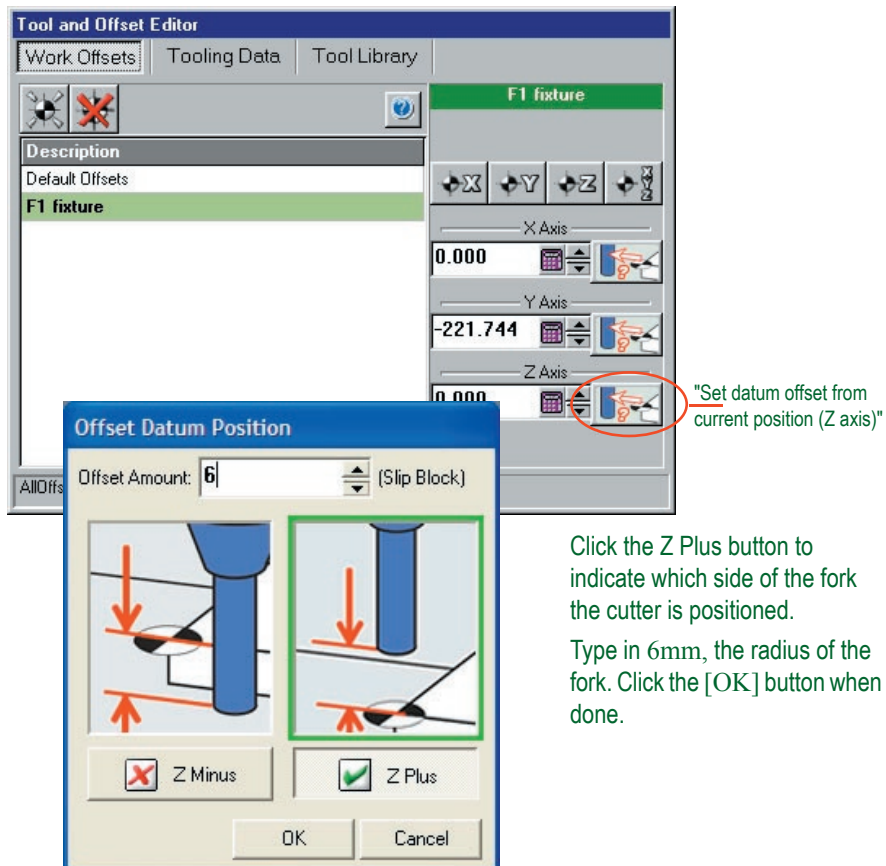 Tool and Offset Editor
Work Offsets Tooling Data Tool Library
F1 fixture
Description
Default Offsets
F1 fixture
X Y Z XYZ
X Axis
0.000
Y Axis
-221.744
Z Axis
0.000
"Set datum offset from
current position (Z axis)"
AllOffs
Offset Datum Position
Offset Amount: 6 (Slip Block)
Z Minus Z Plus
OK Cancel
Click the Z Plus button to
indicate which side of the fork
the cutter is positioned.
Type in 6mm, the radius of the
fork. Click the [OK] button when
done.